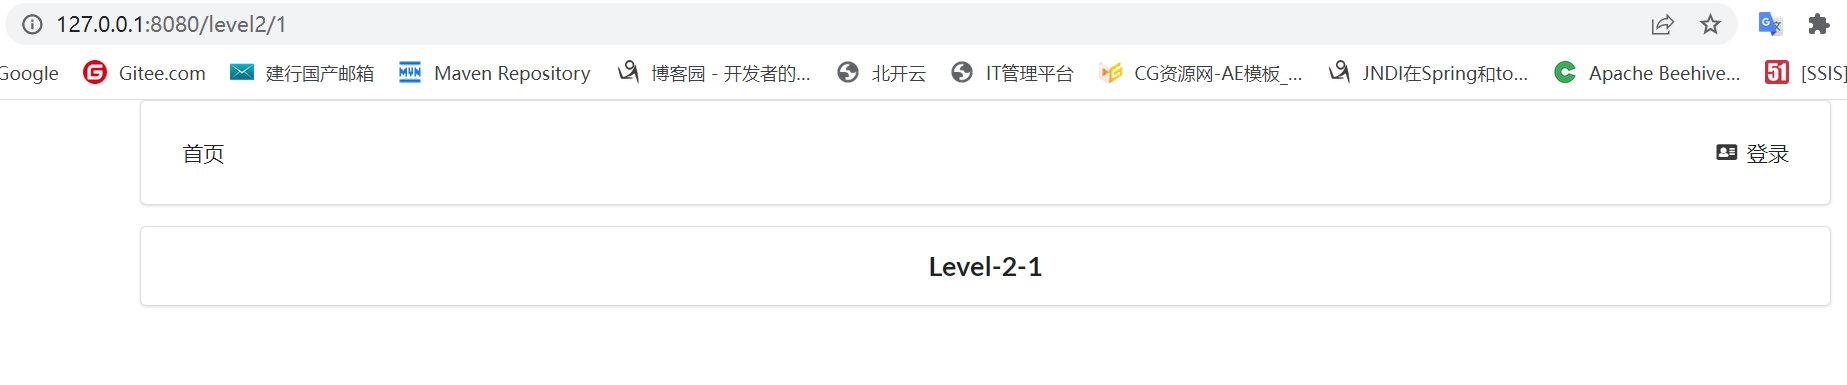 127.0.0.1:8080/level2/1
Google Gitee.com 建行国产邮箱 MVN Maven Repository 博客园 - 开发者的... 北开云 IT管理平台 CG资源网-AE模板_... JNDI在Spring和to... Apache Beehive... 51 [SSIS]
首页 登录
Level-2-1